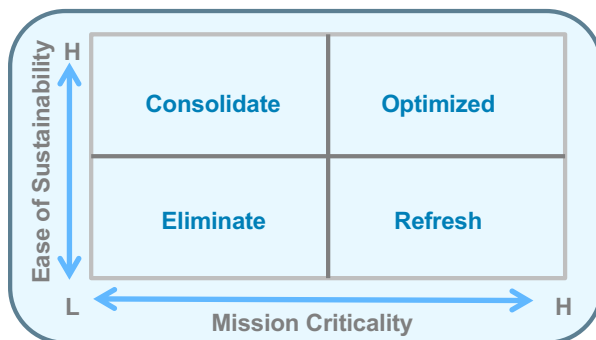 Ease of Sustainability
H
Consolidate
Optimized
Eliminate
Refresh
L
H
Mission Criticality